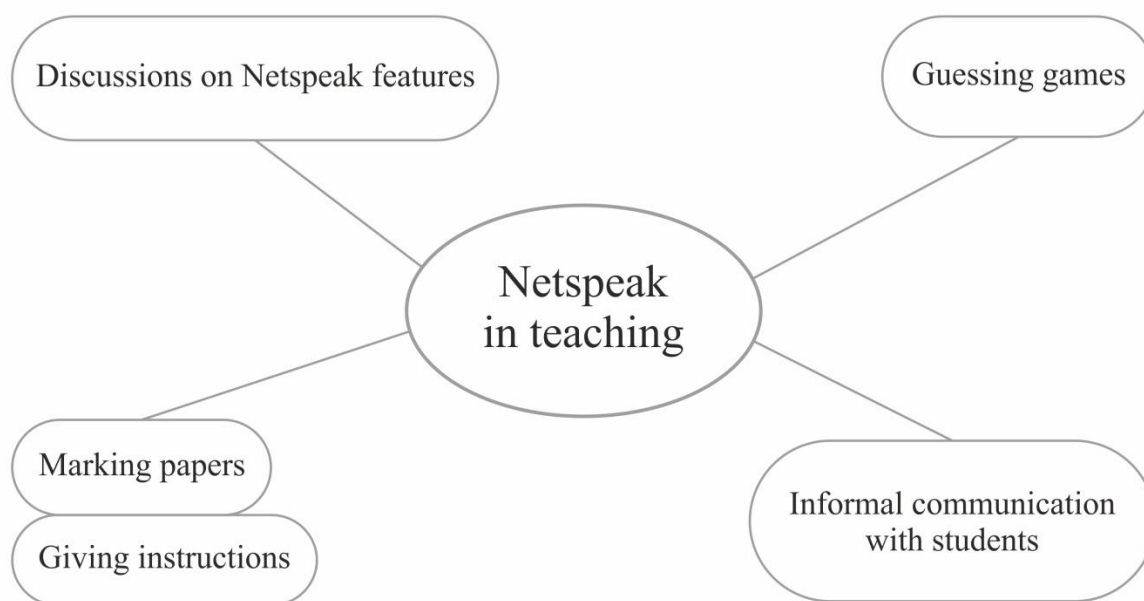 Discussions on Netspeak features
Guessing games
Netspeak
in teaching
Marking papers
Giving instructions
Informal communication
with students